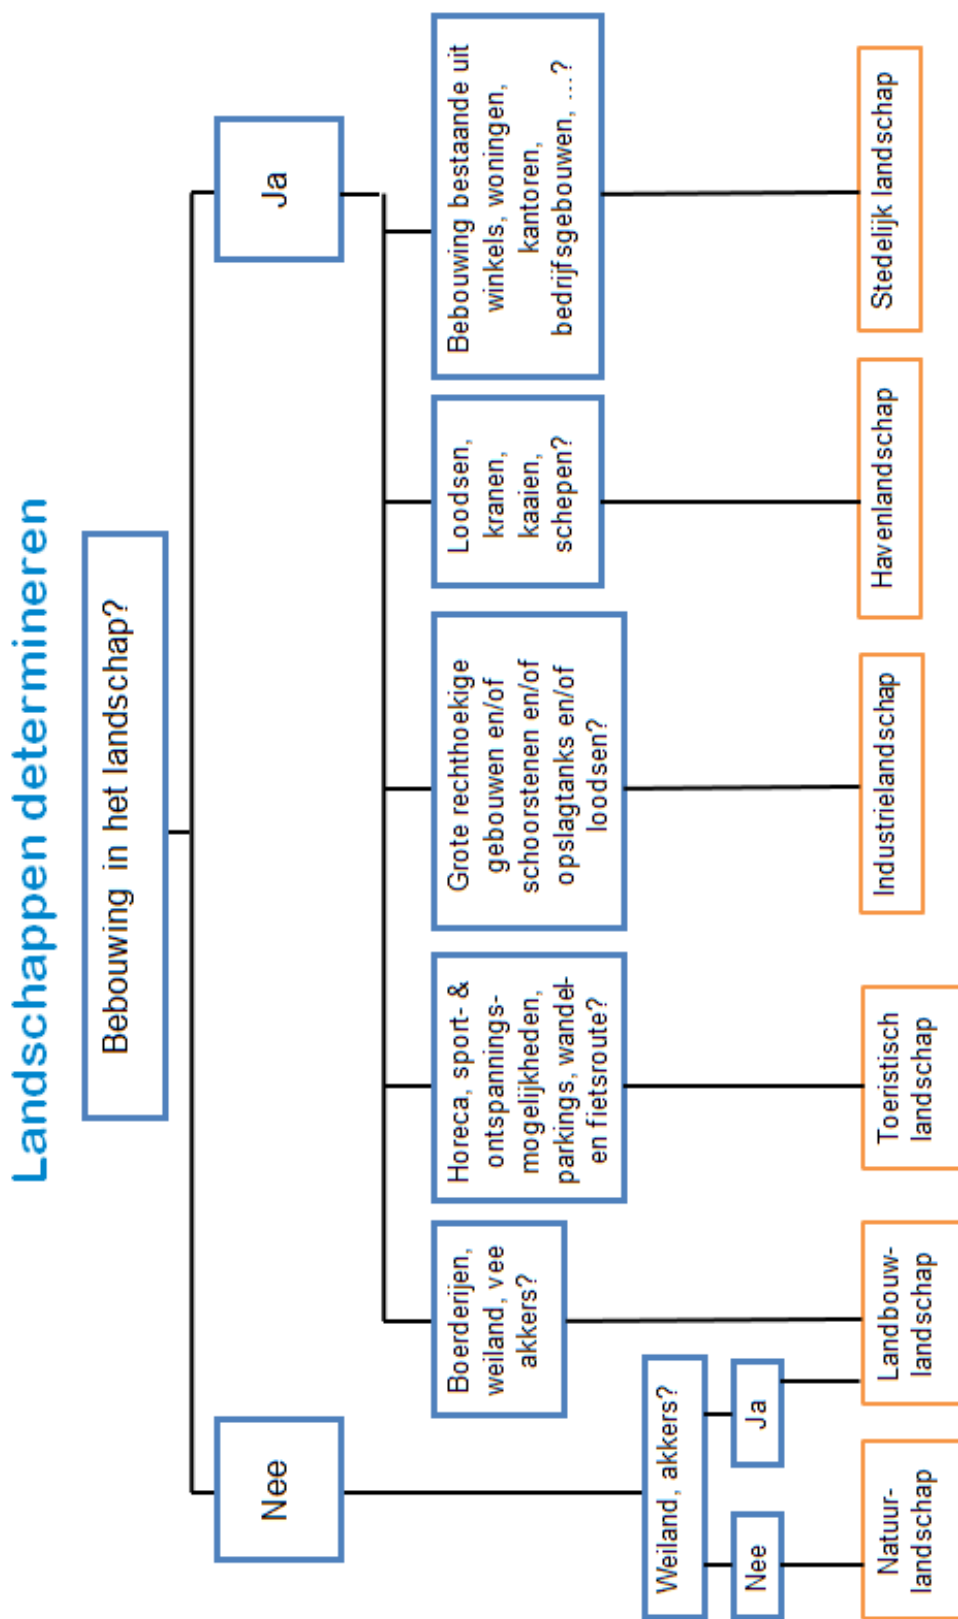 Landschappen determineren
Bebouwing in het landschap?
Nee
Ja
Boerderijen,
weiland, vee
akkers?
Horeca, sport- &
ontspannings-
mogelijkheden,
parkings, wandel-
en fietsroute?
Grote rechthoekige
gebouwen en/of
schoorstenen en/of
opslagtanks en/of
loodsen?
Loodsen,
kranen,
kaaien,
schepen?
Bebouwing bestaande uit
winkels, woningen,
kantoren,
bedrijfsgebouwen, ...?
Weiland, akkers?
Nee
Ja
Natuur-
landschap
Landbouw-
landschap
Toeristisch
landschap
Industrielandschap
Havenlandschap
Stedelijk landschap